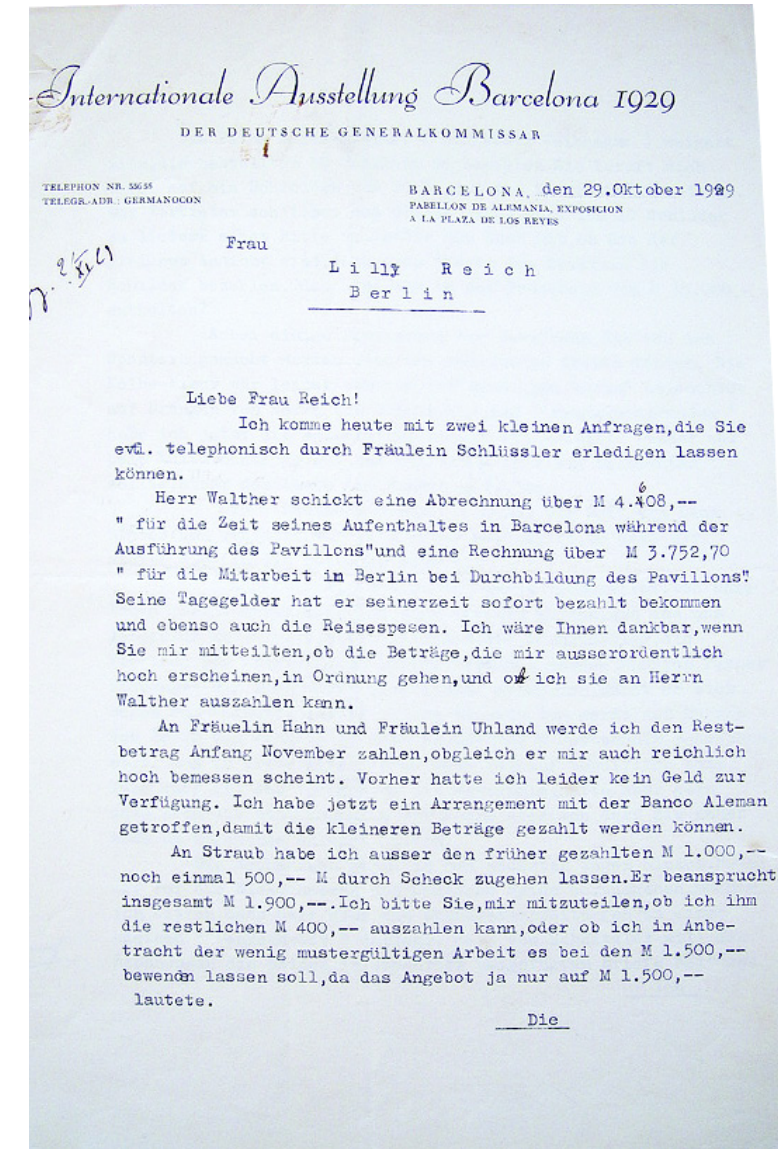 Internationale Ausstellung Barcelona 1929
DER DEUTSCHE GENERALKOMMISSAR
TELEPHON NR. 33635
TELEGR.-ADR.: GERMANOCON
BARCELONA, den 29.Oktober 1929
PABELLON DE ALEMANIA, EXPOSICION
A LA PLAZA DE LOS REYES
Frau
Lilly Reich
Berlin
Liebe Frau Reich!
Ich komme heute mit zwei kleinen Anfragen,die Sie
evtl. telephonisch durch Fräulein Schlüssler erledigen lassen
können.
Herr Walther schickt eine Abrechnung über M 4.608,--
" für die Zeit seines Aufenthaltes in Barcelona während der
Ausführung des Pavillons"und eine Rechnung über M 3.752,70
" für die Mitarbeit in Berlin bei Durchbildung des Pavillons".
Seine Tagegelder hat er seinerzeit sofort bezahlt bekommen
und ebenso auch die Reisespesen. Ich wäre Ihnen dankbar,wenn
Sie mir mitteilten,ob die Beträge,die mir ausserordentlich
hoch erscheinen,in Ordnung gehen,und ob ich sie an Herrn
Walther auszahlen kann.
An Fräuelin Hahn und Fräulein Uhland werde ich den Rest-
betrag Anfang November zahlen,obgleich er mir auch reichlich
hoch bemessen scheint. Vorher hatte ich leider kein Geld zur
Verfügung. Ich habe jetzt ein Arrangement mit der Banco Aleman
getroffen,damit die kleineren Beträge gezahlt werden können.
An Straub habe ich ausser den früher gezahlten M 1.000,--
noch einmal 500,-- M durch Scheck zugehen lassen.Er beansprucht
insgesamt M 1.900,--.Ich bitte Sie,mir mitzuteilen,ob ich ihm
die restlichen M 400,-- auszahlen kann,oder ob ich in Anbe-
tracht der wenig mustergültigen Arbeit es bei den M 1.500,--
bewenden lassen soll,da das Angebot ja nur auf M 1.500,--
lautete.
Die